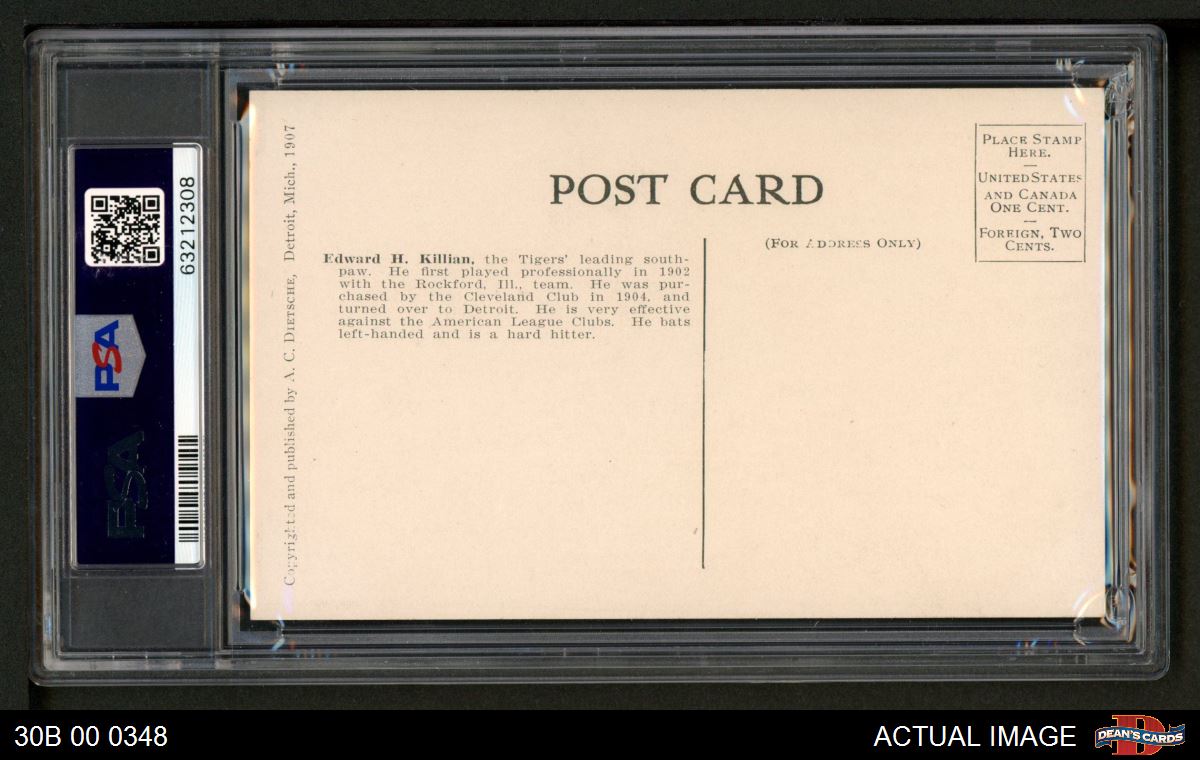 63212308
PSA
PSA
Copyrighted and published by A. C. Dietsche, Detroit, Mich., 1907
POST CARD
Place Stamp
Here.
United States
and Canada
One Cent.
Foreign, Two
Cents.
(For Address Only)
Edward H. Killian, the Tigers' leading south-
paw. He first played professionally in 1902
with the Rockford, Ill., team. He was pur-
chased by the Cleveland Club in 1904, and
turned over to Detroit. He is very effective
against the American League Clubs. He bats
left-handed and is a hard hitter.
30B 00 0348
ACTUAL IMAGE
D
DEAN'S CARDS